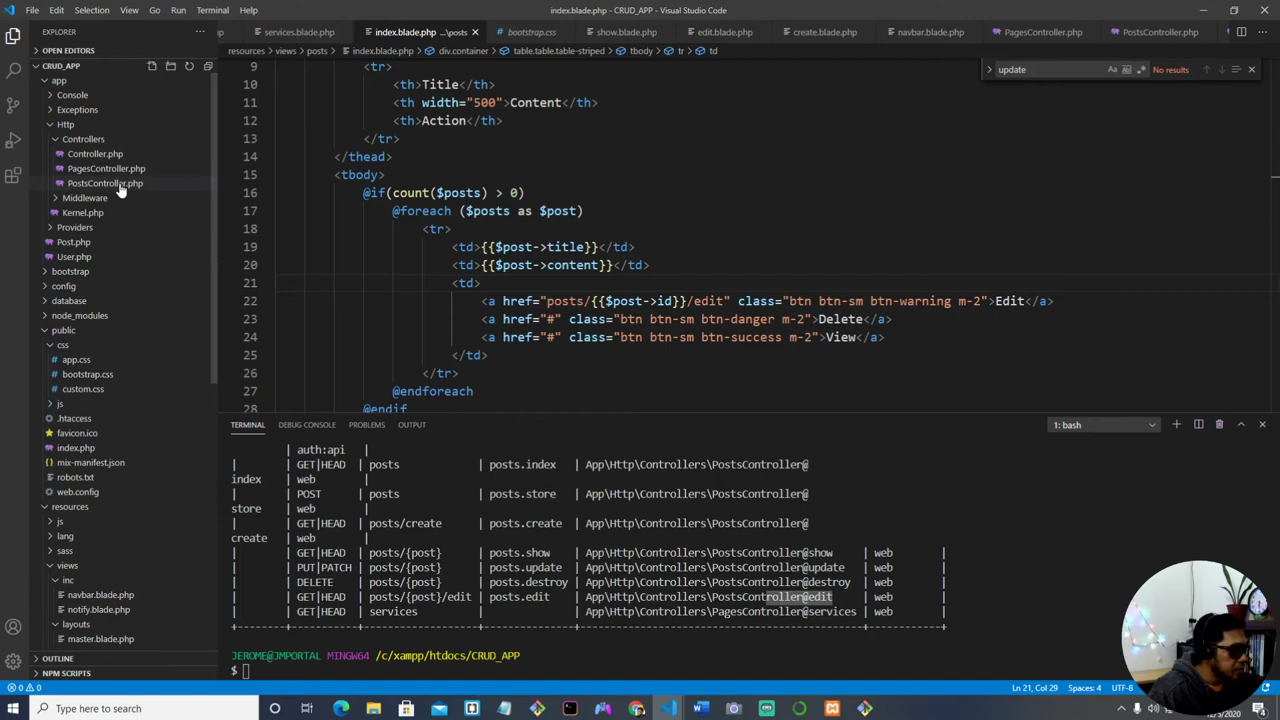 File Edit Selection View Go Run Terminal Help index.blade.php - CRUD_APP - Visual Studio Code
EXPLORER ...
services.blade.php index.blade.php ...\posts bootstrap.css show.blade.php edit.blade.php create.blade.php navbar.blade.php PagesController.php PostsController.php
OPEN EDITORS
resources > views > posts > index.blade.php > div.container > table.table.table-striped > tbody > tr > td
CRUD_APP
app
Console
Exceptions
Http
Controllers
Controller.php
PagesController.php
PostsController.php
Middleware
Kernel.php
Providers
Post.php
User.php
bootstrap
config
database
node_modules
public
css
app.css
bootstrap.css
custom.css
js
.htaccess
favicon.ico
index.php
mix-manifest.json
robots.txt
web.config
resources
js
lang
sass
views
inc
navbar.blade.php
notify.blade.php
layouts
master.blade.php
OUTLINE
NPM SCRIPTS
update Aa No results
9 <tr>
10 <th>Title</th>
11 <th width="500">Content</th>
12 <th>Action</th>
13 </tr>
14 </thead>
15 <tbody>
16 @if(count($posts) > 0)
17 @foreach ($posts as $post)
18 <tr>
19 <td>{{$post->title}}</td>
20 <td>{{$post->content}}</td>
21 <td>
22 <a href="posts/{{$post->id}}/edit" class="btn btn-sm btn-warning m-2">Edit</a>
23 <a href="#" class="btn btn-sm btn-danger m-2">Delete</a>
24 <a href="#" class="btn btn-sm btn-success m-2">View</a>
25 </td>
26 </tr>
27 @endforeach
28 @endif
TERMINAL DEBUG CONSOLE PROBLEMS OUTPUT 1: bash
| auth:api |
| | GET|HEAD | posts | posts.index | App\Http\Controllers\PostsController@
index | web |
| | POST | posts | posts.store | App\Http\Controllers\PostsController@
store | web |
| | GET|HEAD | posts/create | posts.create | App\Http\Controllers\PostsController@
create | web |
| | GET|HEAD | posts/{post} | posts.show | App\Http\Controllers\PostsController@show | web |
| | PUT|PATCH | posts/{post} | posts.update | App\Http\Controllers\PostsController@update | web |
| | DELETE | posts/{post} | posts.destroy | App\Http\Controllers\PostsController@destroy | web |
| | GET|HEAD | posts/{post}/edit | posts.edit | App\Http\Controllers\PostsController@edit | web |
| | GET|HEAD | services | | App\Http\Controllers\PagesController@services | web |
JEROME@JMPORTAL MINGW64 /c/xampp/htdocs/CRUD_APP
$
0 0 Ln 21, Col 29 Spaces: 4 UTF-8
Type here to search